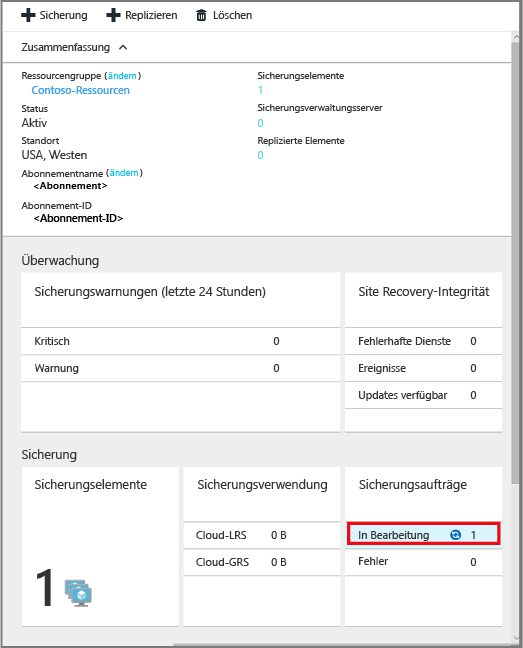 Sicherung Replizieren Löschen
Zusammenfassung
Ressourcengruppe (ändern)
Contoso-Ressourcen
Status
Aktiv
Standort
USA, Westen
Abonnementname (ändern)
<Abonnement>
Abonnement-ID
<Abonnement-ID>
Sicherungselemente
1
Sicherungsverwaltungsserver
0
Replizierte Elemente
0
Überwachung
Sicherungswarnungen (letzte 24 Stunden)
Kritisch 0
Warnung 0
Site Recovery-Integrität
Fehlerhafte Dienste 0
Ereignisse 0
Updates verfügbar 0
Sicherung
Sicherungselemente
1
Sicherungsverwendung
Cloud-LRS 0 B
Cloud-GRS 0 B
Sicherungsaufträge
In Bearbeitung 1
Fehler 0